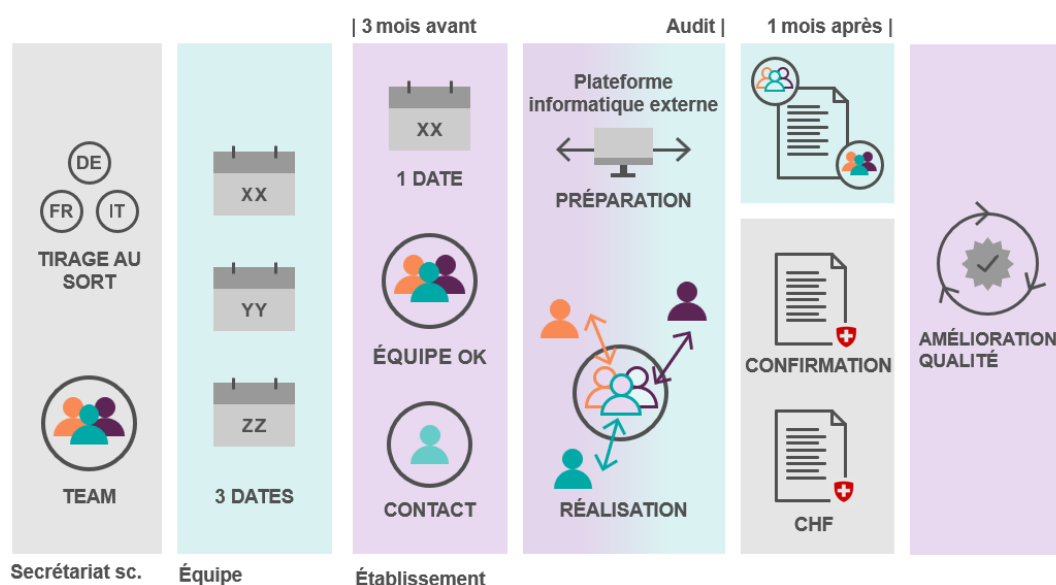 | 3 mois avant
Audit |
1 mois après |
DE
FR
IT
TIRAGE AU
SORT
TEAM
XX
YY
ZZ
3 DATES
XX
1 DATE
ÉQUIPE OK
CONTACT
Plateforme
informatique externe
PRÉPARATION
RÉALISATION
CONFIRMATION
CHF
AMÉLIORATION
QUALITÉ
Secrétariat sc.
Équipe
Établissement